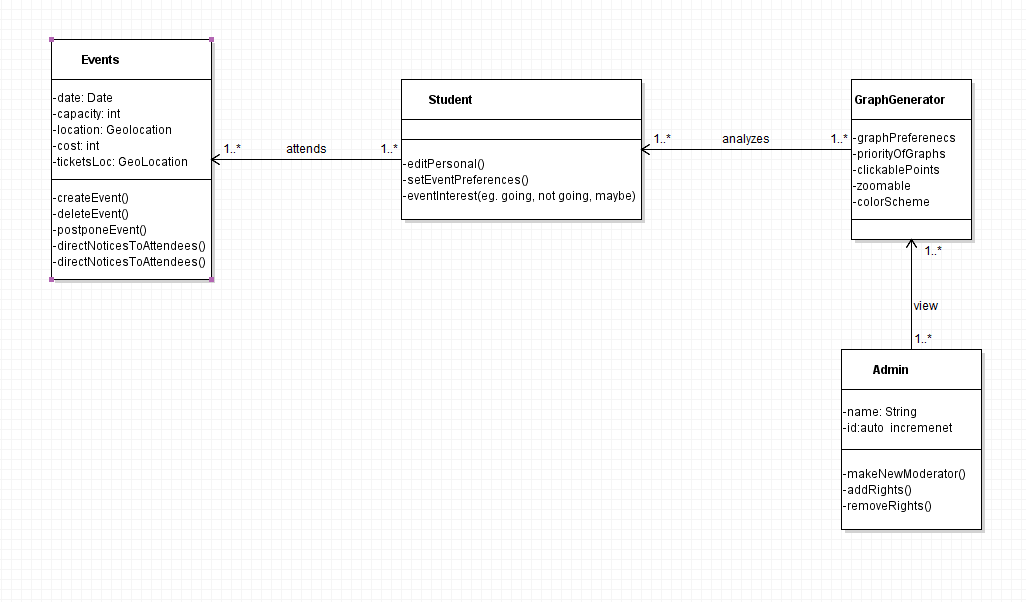 Events
-date: Date
-capacity: int
-location: Geolocation
-cost: int
-ticketsLoc: GeoLocation
-createEvent()
-deleteEvent()
-postponeEvent()
-directNoticesToAttendees()
-directNoticesToAttendees()
1..*
attends
1..*
Student
-editPersonal()
-setEventPreferences()
-eventInterest(eg. going, not going, maybe)
1..*
analyzes
1..*
GraphGenerator
-graphPreferenecs
-priorityOfGraphs
-clickablePoints
-zoomable
-colorScheme
1..*
view
1..*
Admin
-name: String
-id:auto incremenet
-makeNewModerator()
-addRights()
-removeRights()